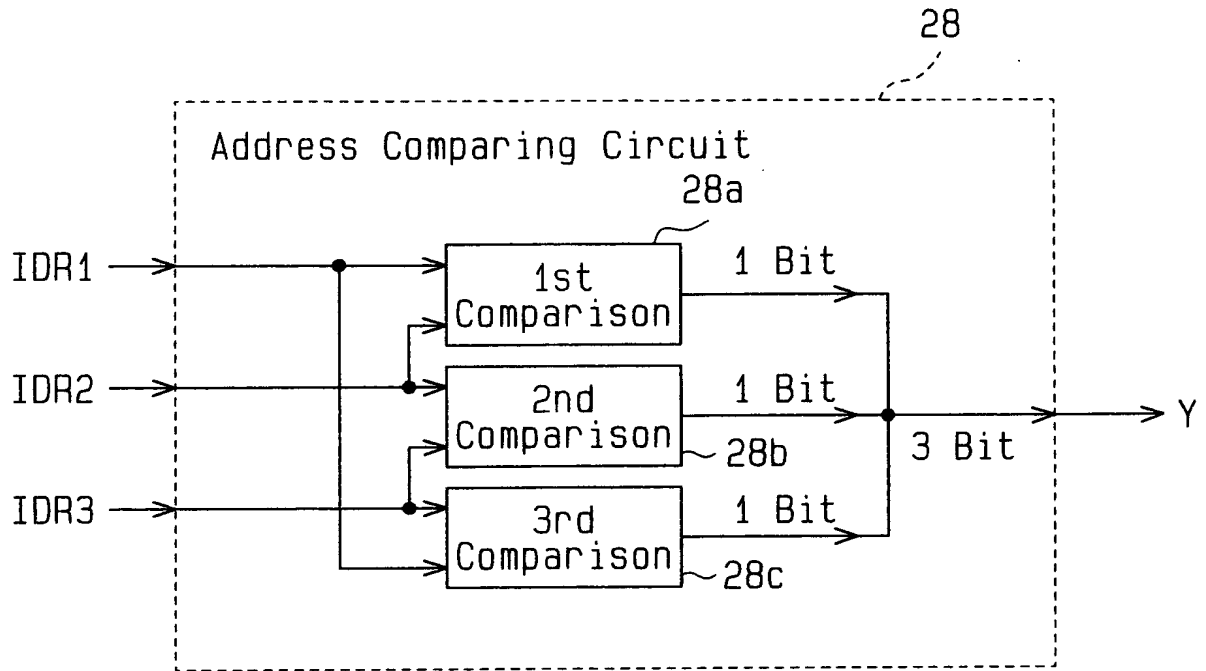 28
Address Comparing Circuit
28a
IDR1
1st
Comparison
1 Bit
IDR2
2nd
Comparison
1 Bit
28b
3 Bit
Y
IDR3
3rd
Comparison
1 Bit
28c